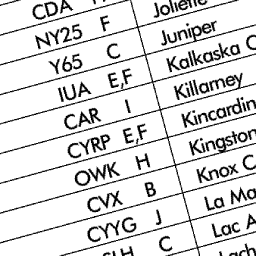 CDA
NY25 F Joliette
Y65 C Juniper
IUA E,F Kalkaska C
CAR I Killarney
CYRP E,F Kincardin
OWK H Kingston
CVX B Knox C
CYYG J La Ma
C Lac A